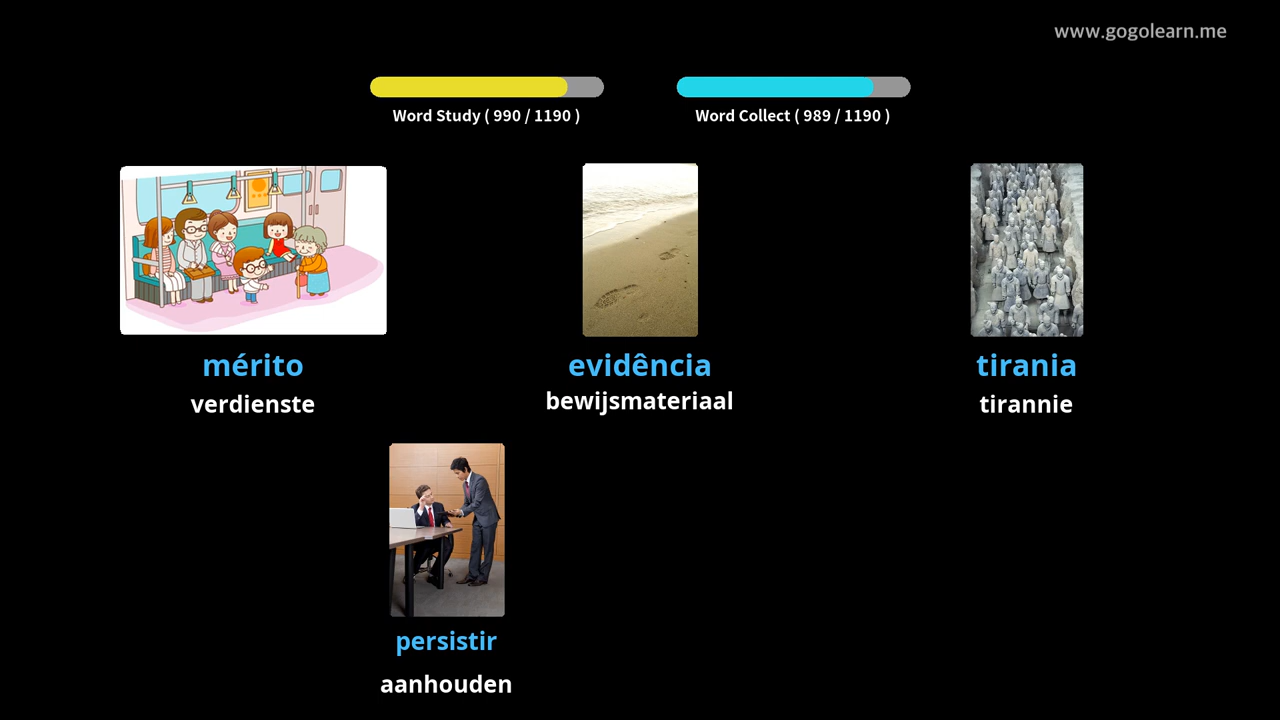 www.gogolearn.me
Word Study ( 990 / 1190 )
Word Collect ( 989 / 1190 )
mérito
verdienste
evidência
bewijsmateriaal
tirania
tirannie
persistir
aanhouden